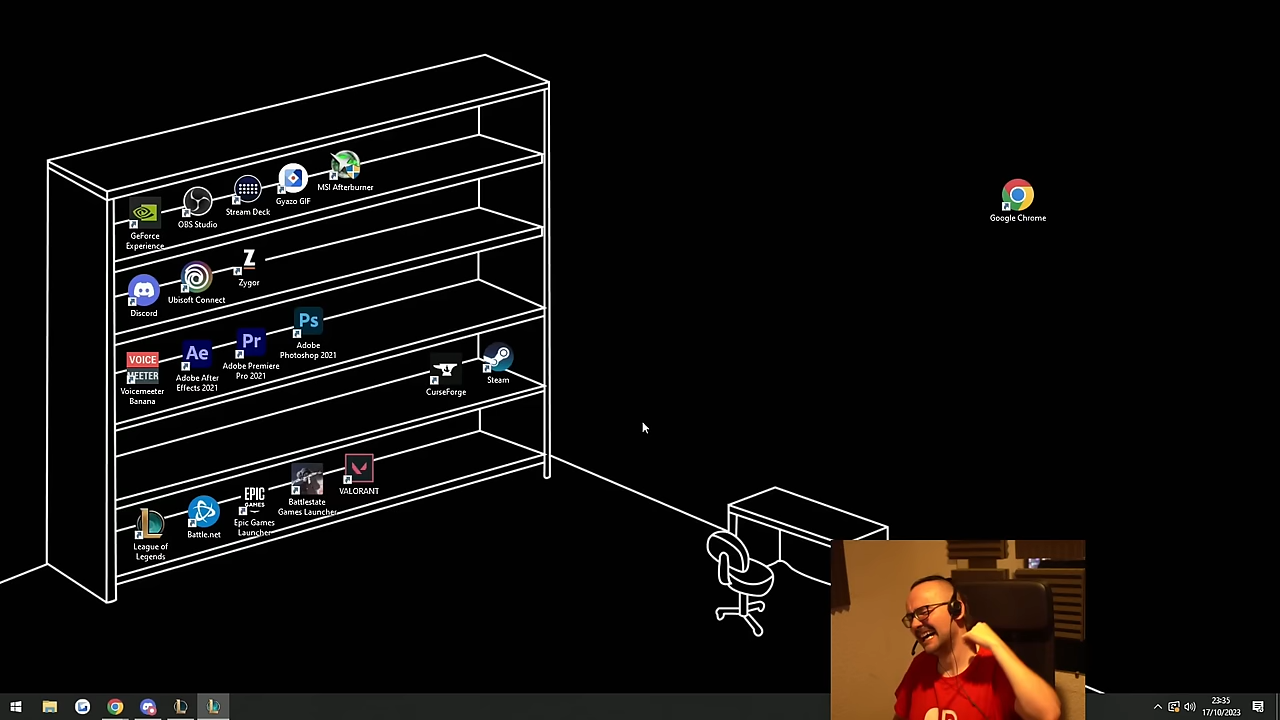 MSI Afterburner
Gyazo GIF
Stream Deck
OBS Studio
GeForce
Experience
Google Chrome
Z
Zygor
Ubisoft Connect
Discord
Ps
Adobe
Photoshop 2021
Pr
Adobe Premiere
Pro 2021
Ae
Adobe After
Effects 2021
VOICE
MEETER
Voicemeeter
Banana
CurseForge
Steam
VALORANT
Battlestate
Games Launcher
EPIC
GAMES
Epic Games
Launcher
Battle.net
League of
Legends
23:35
17/10/2023